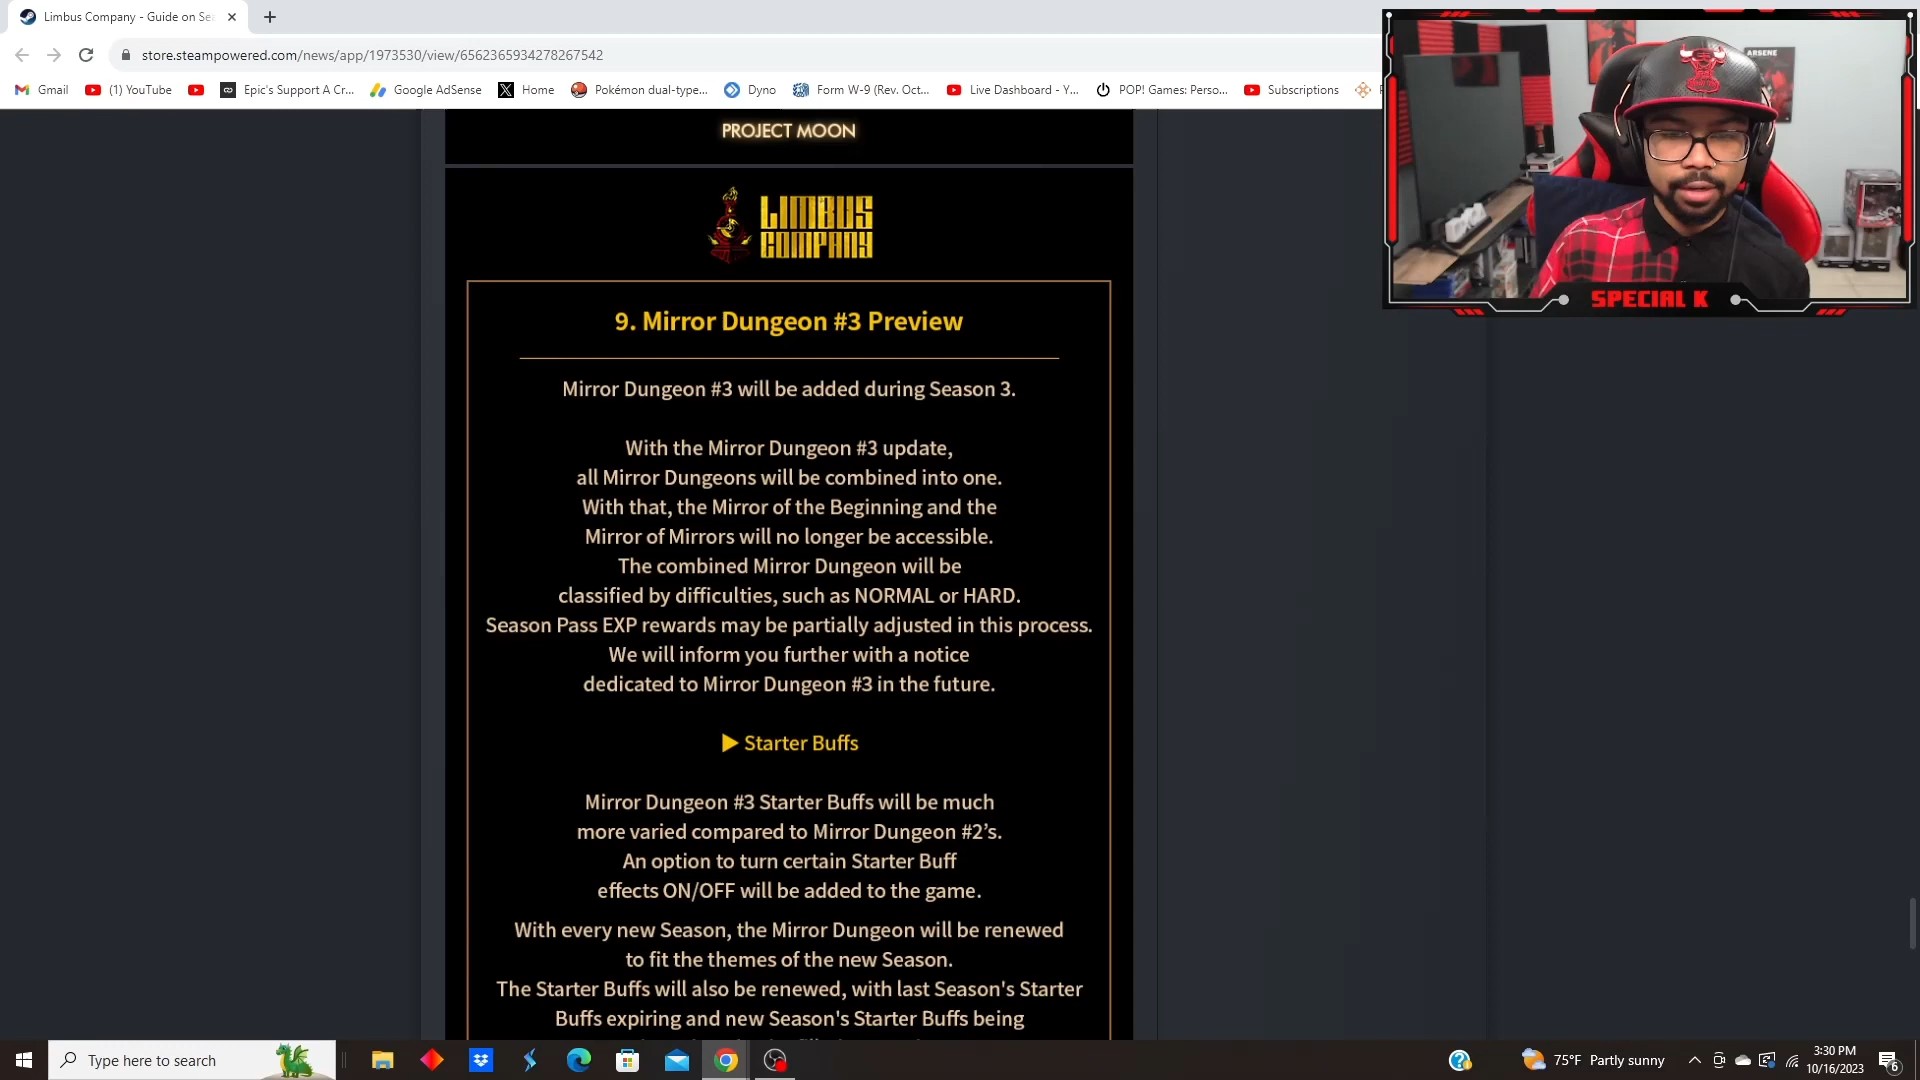 Limbus Company - Guide on Sea
store.steampowered.com/news/app/1973530/view/6562365934278267542
Gmail
(1) YouTube
Epic's Support A Cr...
Google AdSense
Home
Pokémon dual-type...
Dyno
Form W-9 (Rev. Oct...
Live Dashboard - Y...
POP! Games: Perso...
Subscriptions
ARSENE
SPECIAL K
PROJECT MOON
LIMBUS
COMPANY
9. Mirror Dungeon #3 Preview
Mirror Dungeon #3 will be added during Season 3.
With the Mirror Dungeon #3 update,
all Mirror Dungeons will be combined into one.
With that, the Mirror of the Beginning and the
Mirror of Mirrors will no longer be accessible.
The combined Mirror Dungeon will be
classified by difficulties, such as NORMAL or HARD.
Season Pass EXP rewards may be partially adjusted in this process.
We will inform you further with a notice
dedicated to Mirror Dungeon #3 in the future.
▶ Starter Buffs
Mirror Dungeon #3 Starter Buffs will be much
more varied compared to Mirror Dungeon #2’s.
An option to turn certain Starter Buff
effects ON/OFF will be added to the game.
With every new Season, the Mirror Dungeon will be renewed
to fit the themes of the new Season.
The Starter Buffs will also be renewed, with last Season's Starter
Buffs expiring and new Season's Starter Buffs being
Type here to search
75°F Partly sunny
3:30 PM
10/16/2023
6